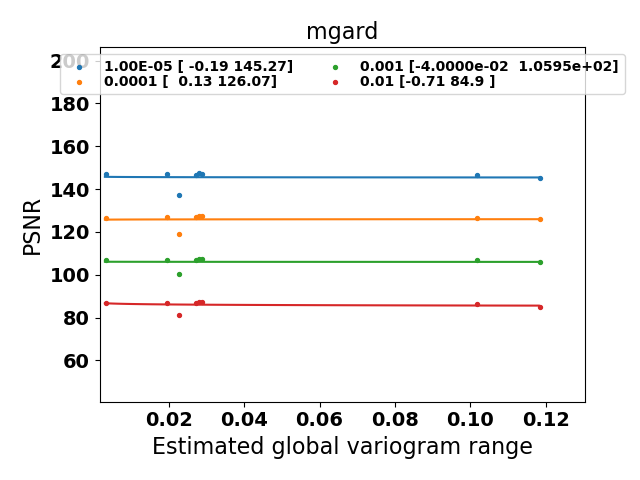 mgard
200
1.00E-05 [ -0.19 145.27]
0.0001 [  0.13 126.07]
0.001 [-4.0000e-02  1.0595e+02]
0.01 [-0.71 84.9 ]
180
160
140
120
100
80
60
PSNR
0.02 0.04 0.06 0.08 0.10 0.12
Estimated global variogram range